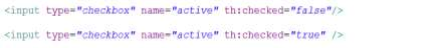 <input type="checkbox" name="active" th:checked="false"/>
<input type="checkbox" name="active" th:checked="true" />